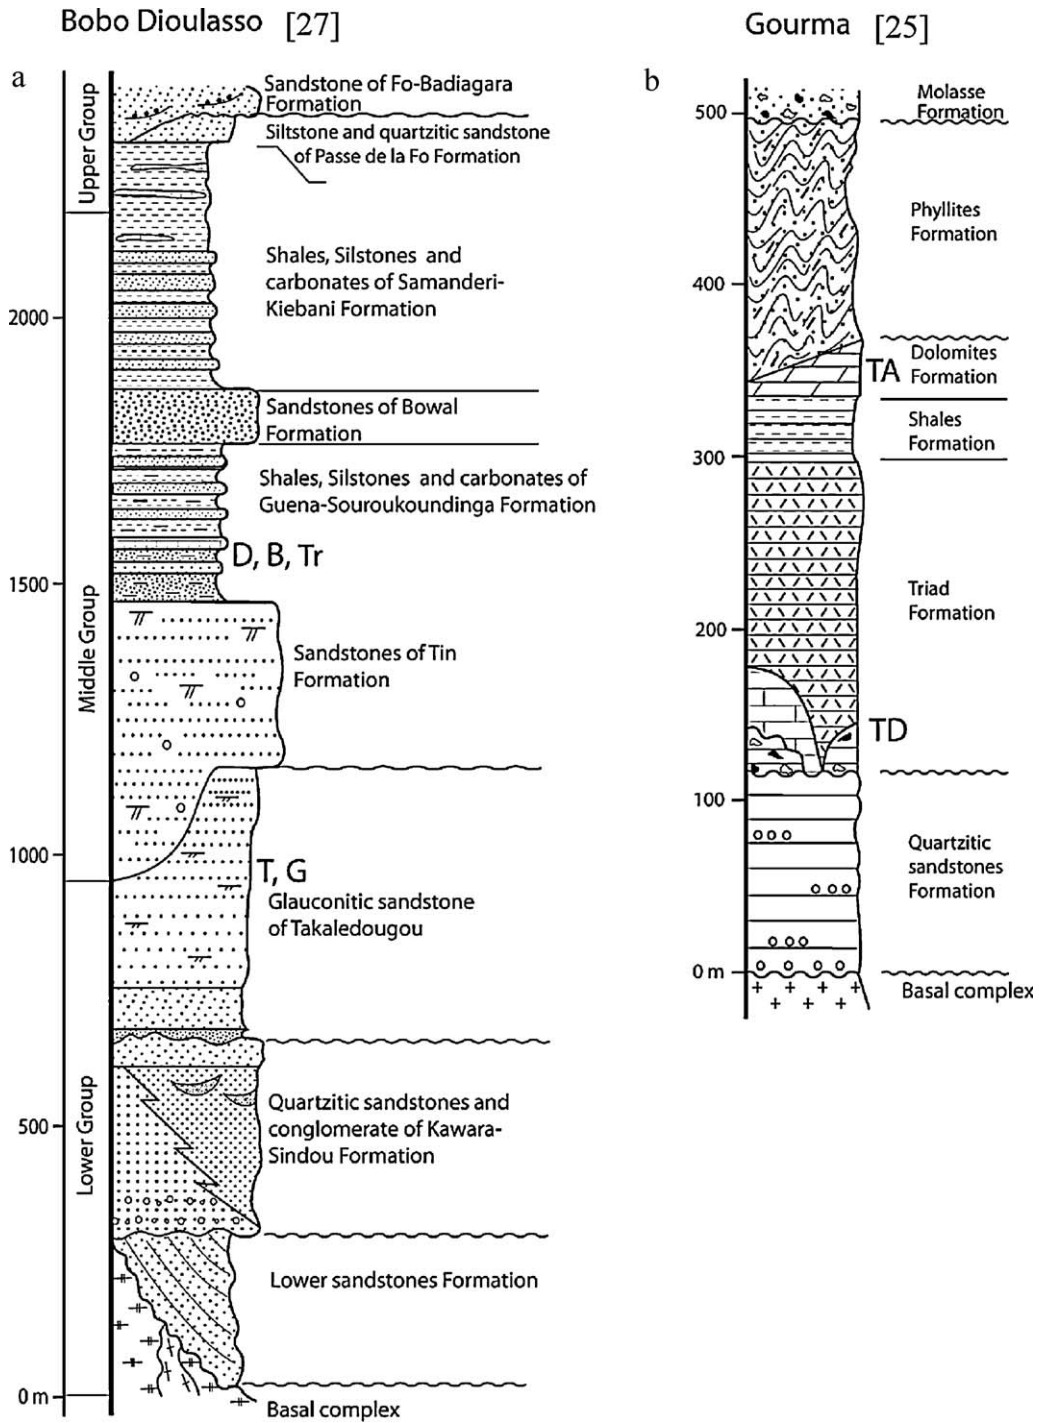 Bobo Dioulasso [27]
a
Sandstone of Fo-Badiagara
Formation
Siltstone and quartzitic sandstone
of Passe de la Fo Formation
Upper Group
Shales, Silstones and
carbonates of Samanderi-
Kiebani Formation
2000
Sandstones of Bowal
Formation
Shales, Silstones and carbonates of
Guena-Souroukoundinga Formation
D, B, Tr
1500
Middle Group
Sandstones of Tin
Formation
1000
T, G
Glauconitic sandstone
of Takaledougou
Quartzitic sandstones and
conglomerate of Kawara-
Sindou Formation
500
Lower Group
Lower sandstones Formation
0 m
Basal complex
Gourma [25]
b
Molasse
Formation
500
Phyllites
Formation
400
Dolomites
Formation
TA
Shales
Formation
300
Triad
Formation
200
TD
100
Quartzitic
sandstones
Formation
0 m
Basal complex